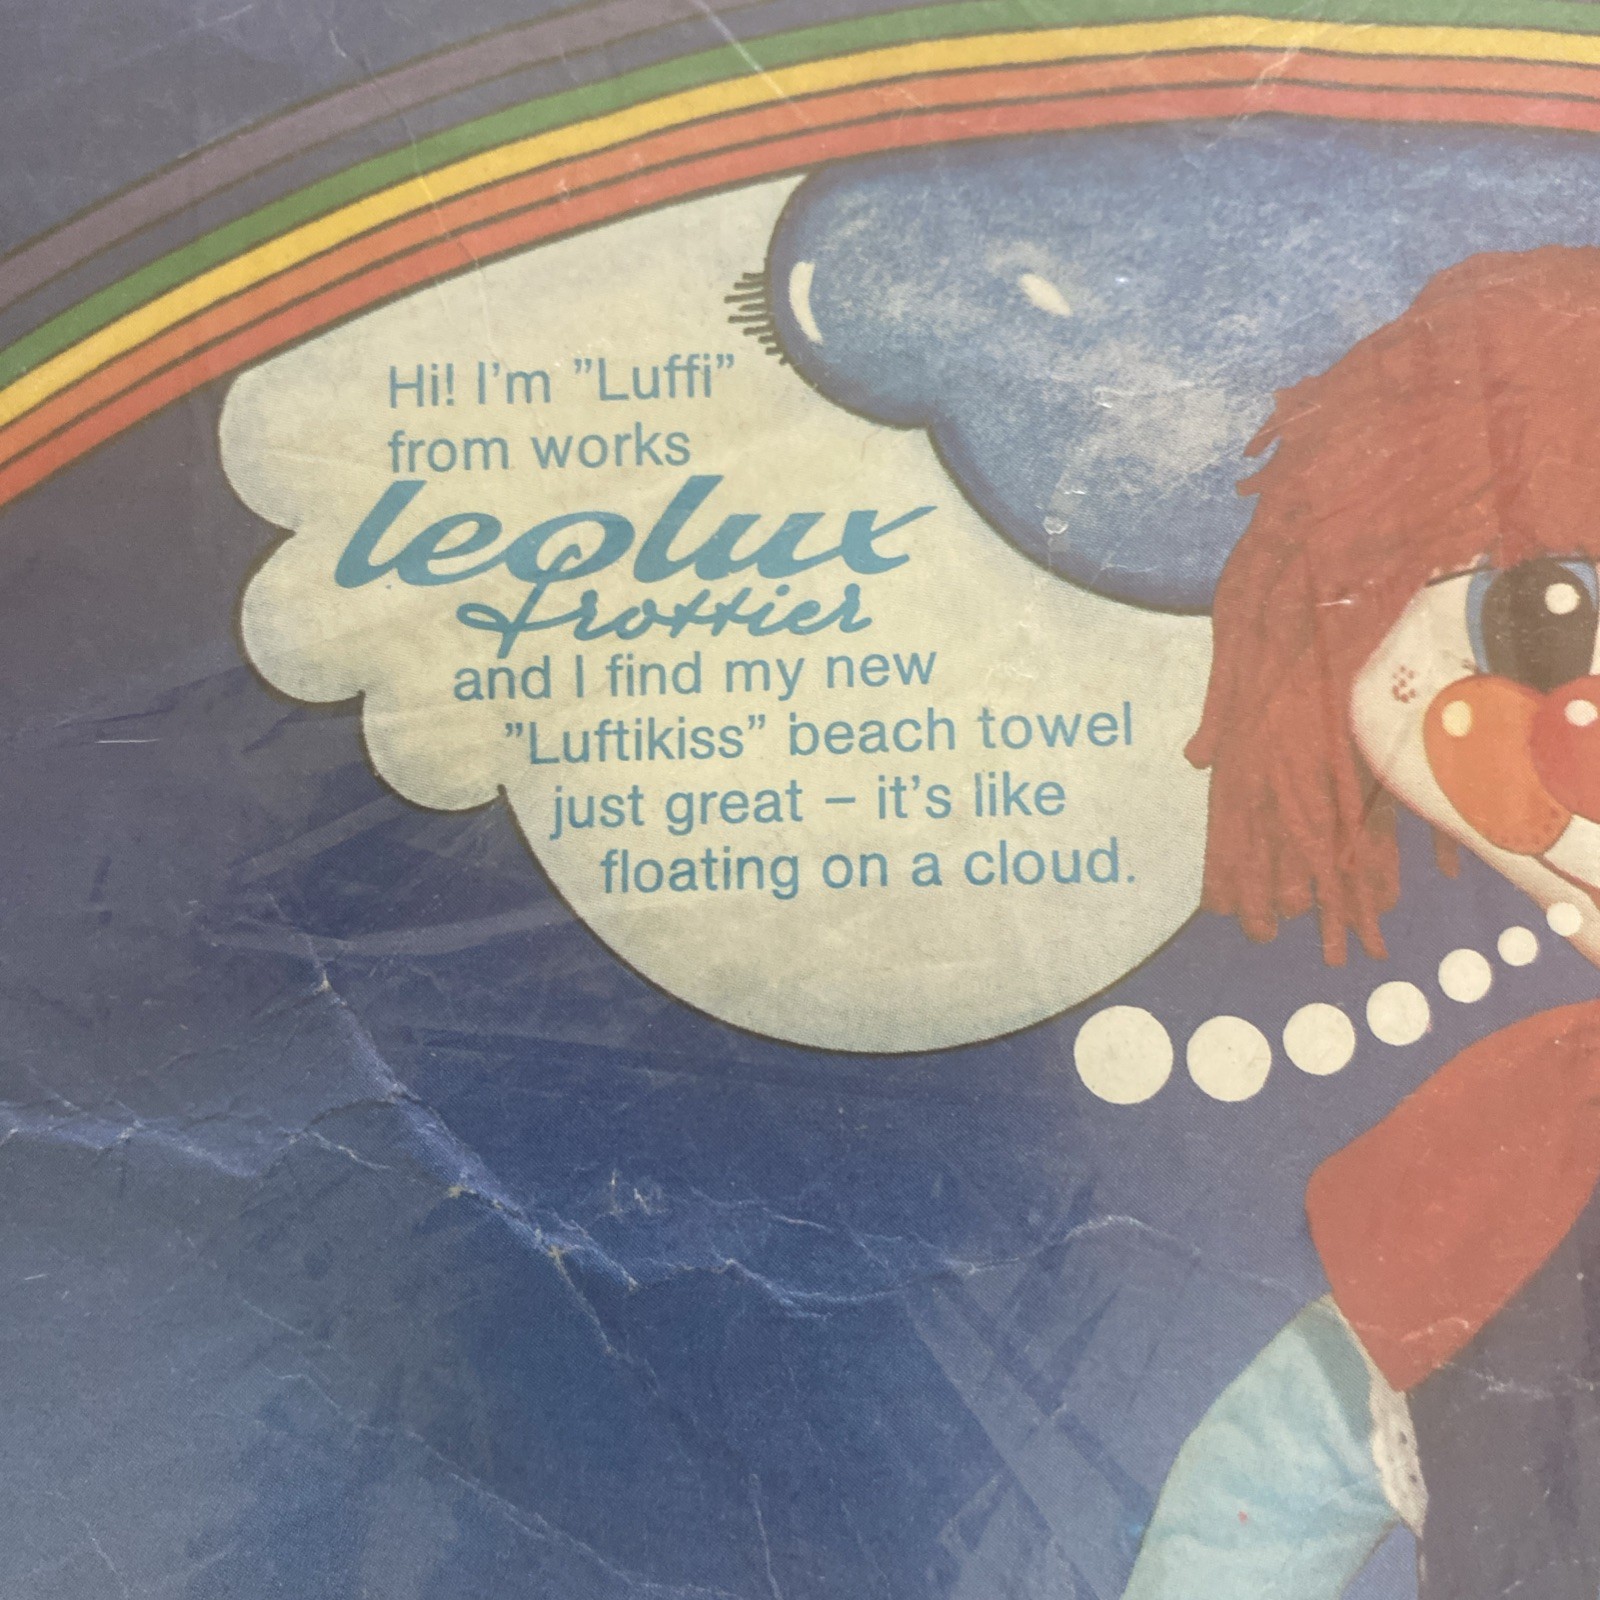 Hi! I'm ”Luffi”
from works
leolux
frottier
and I find my new
”Luftikiss” beach towel
just great – it's like
floating on a cloud.